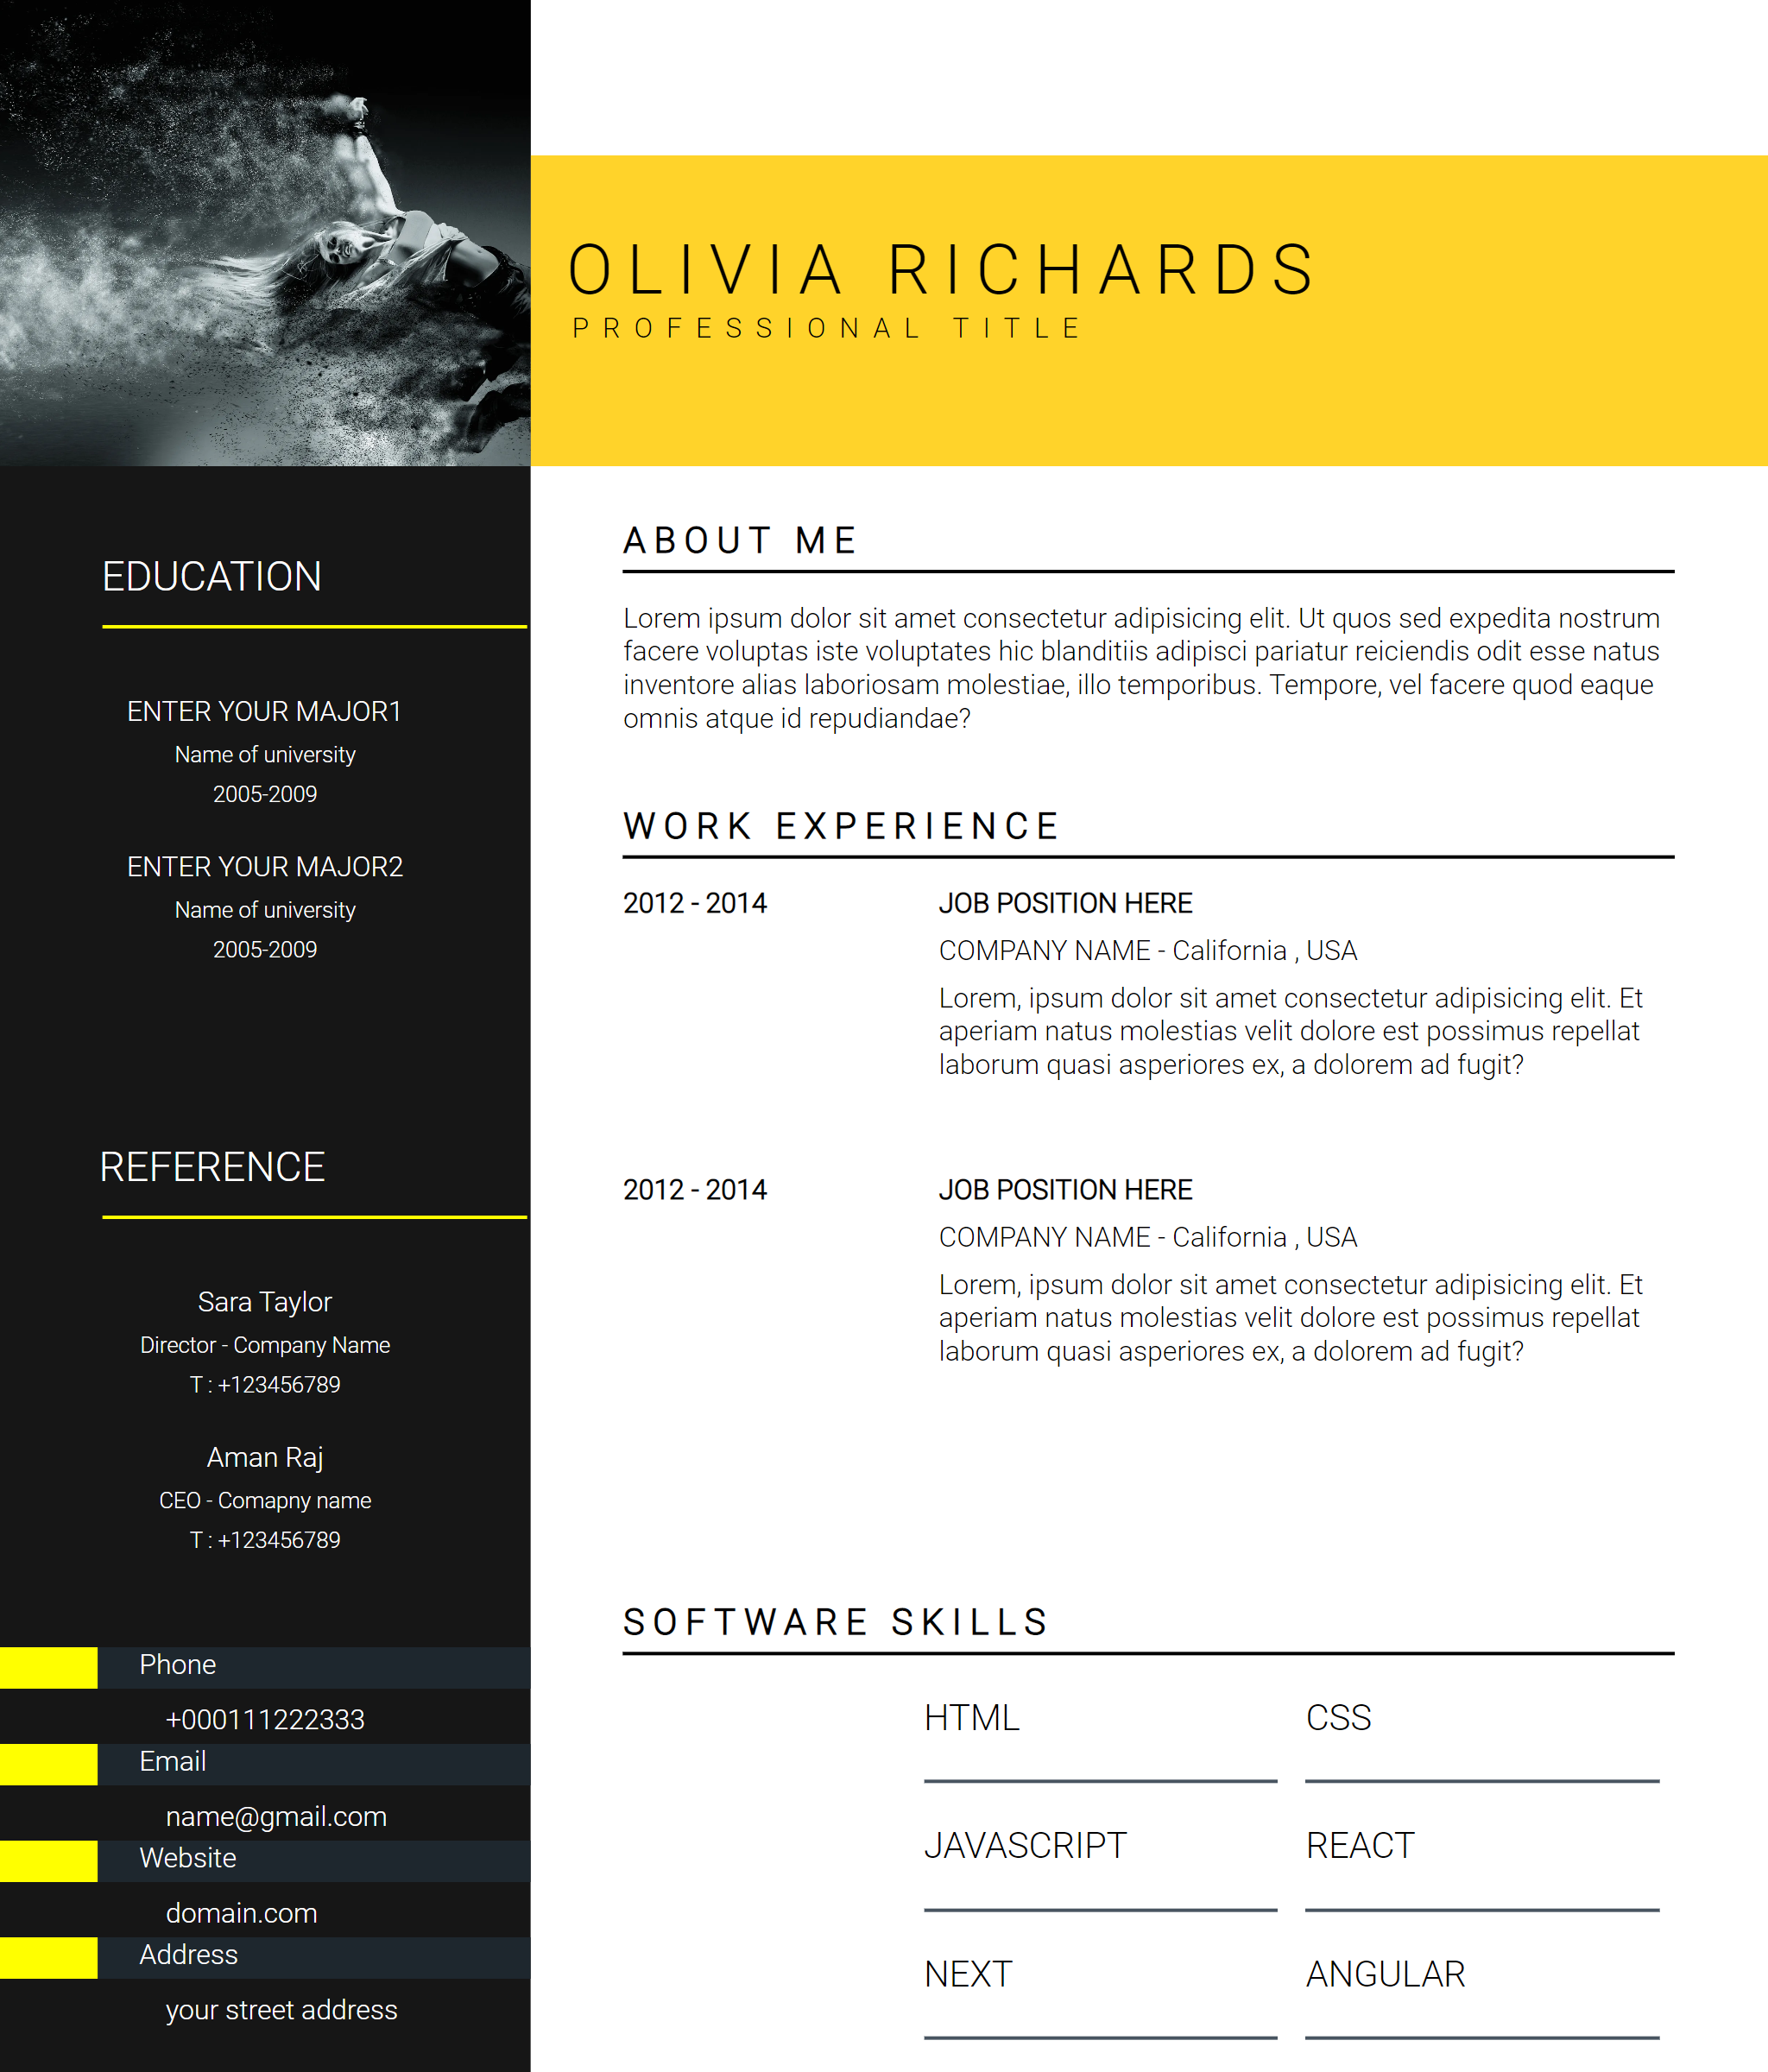 OLIVIA RICHARDS
PROFESSIONAL TITLE
EDUCATION
ENTER YOUR MAJOR1
Name of university
2005-2009
ENTER YOUR MAJOR2
Name of university
2005-2009
REFERENCE
Sara Taylor
Director - Company Name
T : +123456789
Aman Raj
CEO - Comapny name
T : +123456789
Phone
+000111222333
Email
name@gmail.com
Website
domain.com
Address
your street address
ABOUT ME
Lorem ipsum dolor sit amet consectetur adipisicing elit. Ut quos sed expedita nostrum
facere voluptas iste voluptates hic blanditiis adipisci pariatur reiciendis odit esse natus
inventore alias laboriosam molestiae, illo temporibus. Tempore, vel facere quod eaque
omnis atque id repudiandae?
WORK EXPERIENCE
2012 - 2014
JOB POSITION HERE
COMPANY NAME - California , USA
Lorem, ipsum dolor sit amet consectetur adipisicing elit. Et
aperiam natus molestias velit dolore est possimus repellat
laborum quasi asperiores ex, a dolorem ad fugit?
2012 - 2014
JOB POSITION HERE
COMPANY NAME - California , USA
Lorem, ipsum dolor sit amet consectetur adipisicing elit. Et
aperiam natus molestias velit dolore est possimus repellat
laborum quasi asperiores ex, a dolorem ad fugit?
SOFTWARE SKILLS
HTML
CSS
JAVASCRIPT
REACT
NEXT
ANGULAR